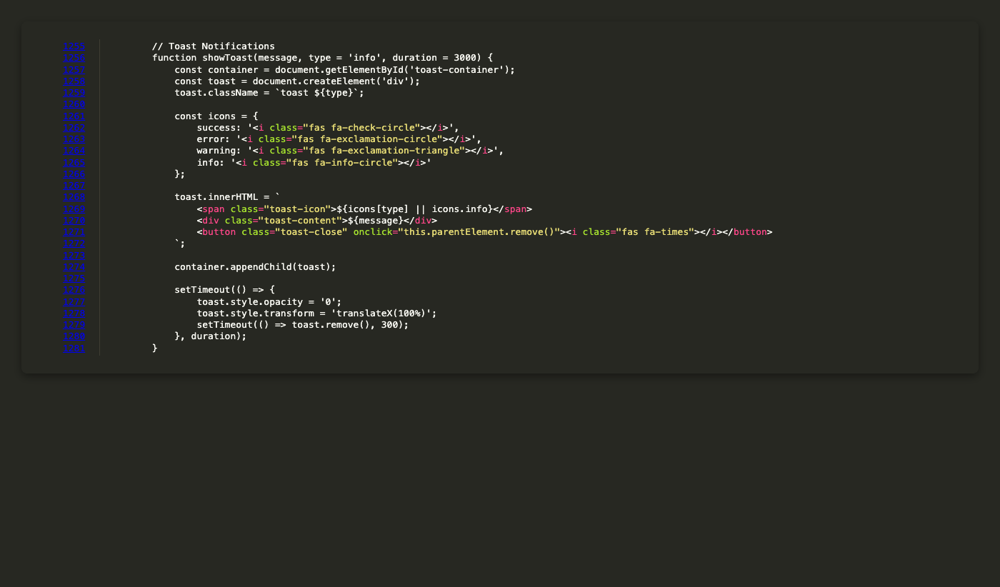 1255 // Toast Notifications
1256 function showToast(message, type = 'info', duration = 3000) {
1257 const container = document.getElementById('toast-container');
1258 const toast = document.createElement('div');
1259 toast.className = `toast ${type}`;
1260
1261 const icons = {
1262 success: '<i class="fas fa-check-circle"></i>',
1263 error: '<i class="fas fa-exclamation-circle"></i>',
1264 warning: '<i class="fas fa-exclamation-triangle"></i>',
1265 info: '<i class="fas fa-info-circle"></i>'
1266 };
1267
1268 toast.innerHTML = `
1269 <span class="toast-icon">${icons[type] || icons.info}</span>
1270 <div class="toast-content">${message}</div>
1271 <button class="toast-close" onclick="this.parentElement.remove()"><i class="fas fa-times"></i></button>
1272 `;
1273
1274 container.appendChild(toast);
1275
1276 setTimeout(() => {
1277 toast.style.opacity = '0';
1278 toast.style.transform = 'translateX(100%)';
1279 setTimeout(() => toast.remove(), 300);
1280 }, duration);
1281 }